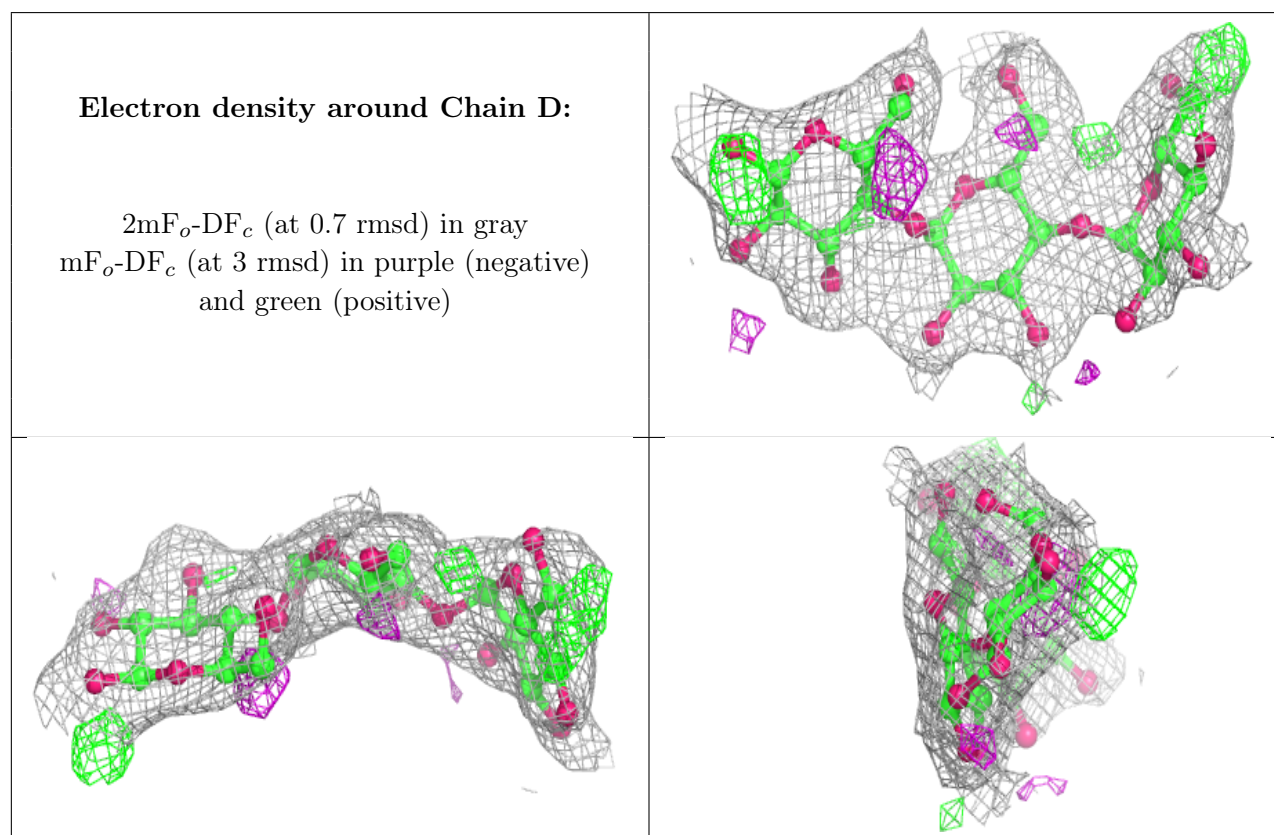 Electron density around Chain D:
2mFo-DFc (at 0.7 rmsd) in gray
mFo-DFc (at 3 rmsd) in purple (negative)
and green (positive)